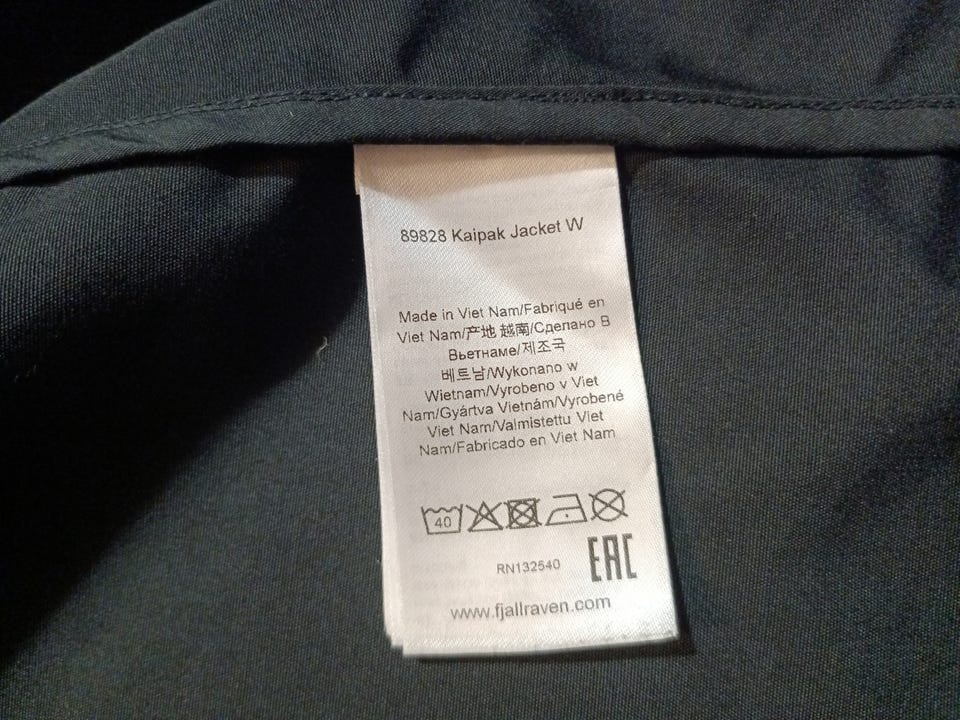 89828 Kaipak Jacket W
Made in Viet Nam/Fabriqué en
Viet Nam/产地 越南/Сделано В
Вьетнаме/제조국
베트남/Wykonano w
Wietnam/Vyrobeno v Viet
Nam/Gyártva Vietnám/Vyrobené
Viet Nam/Valmistettu Viet
Nam/Fabricado en Viet Nam
40
RN132540 EAC
www.fjallraven.com